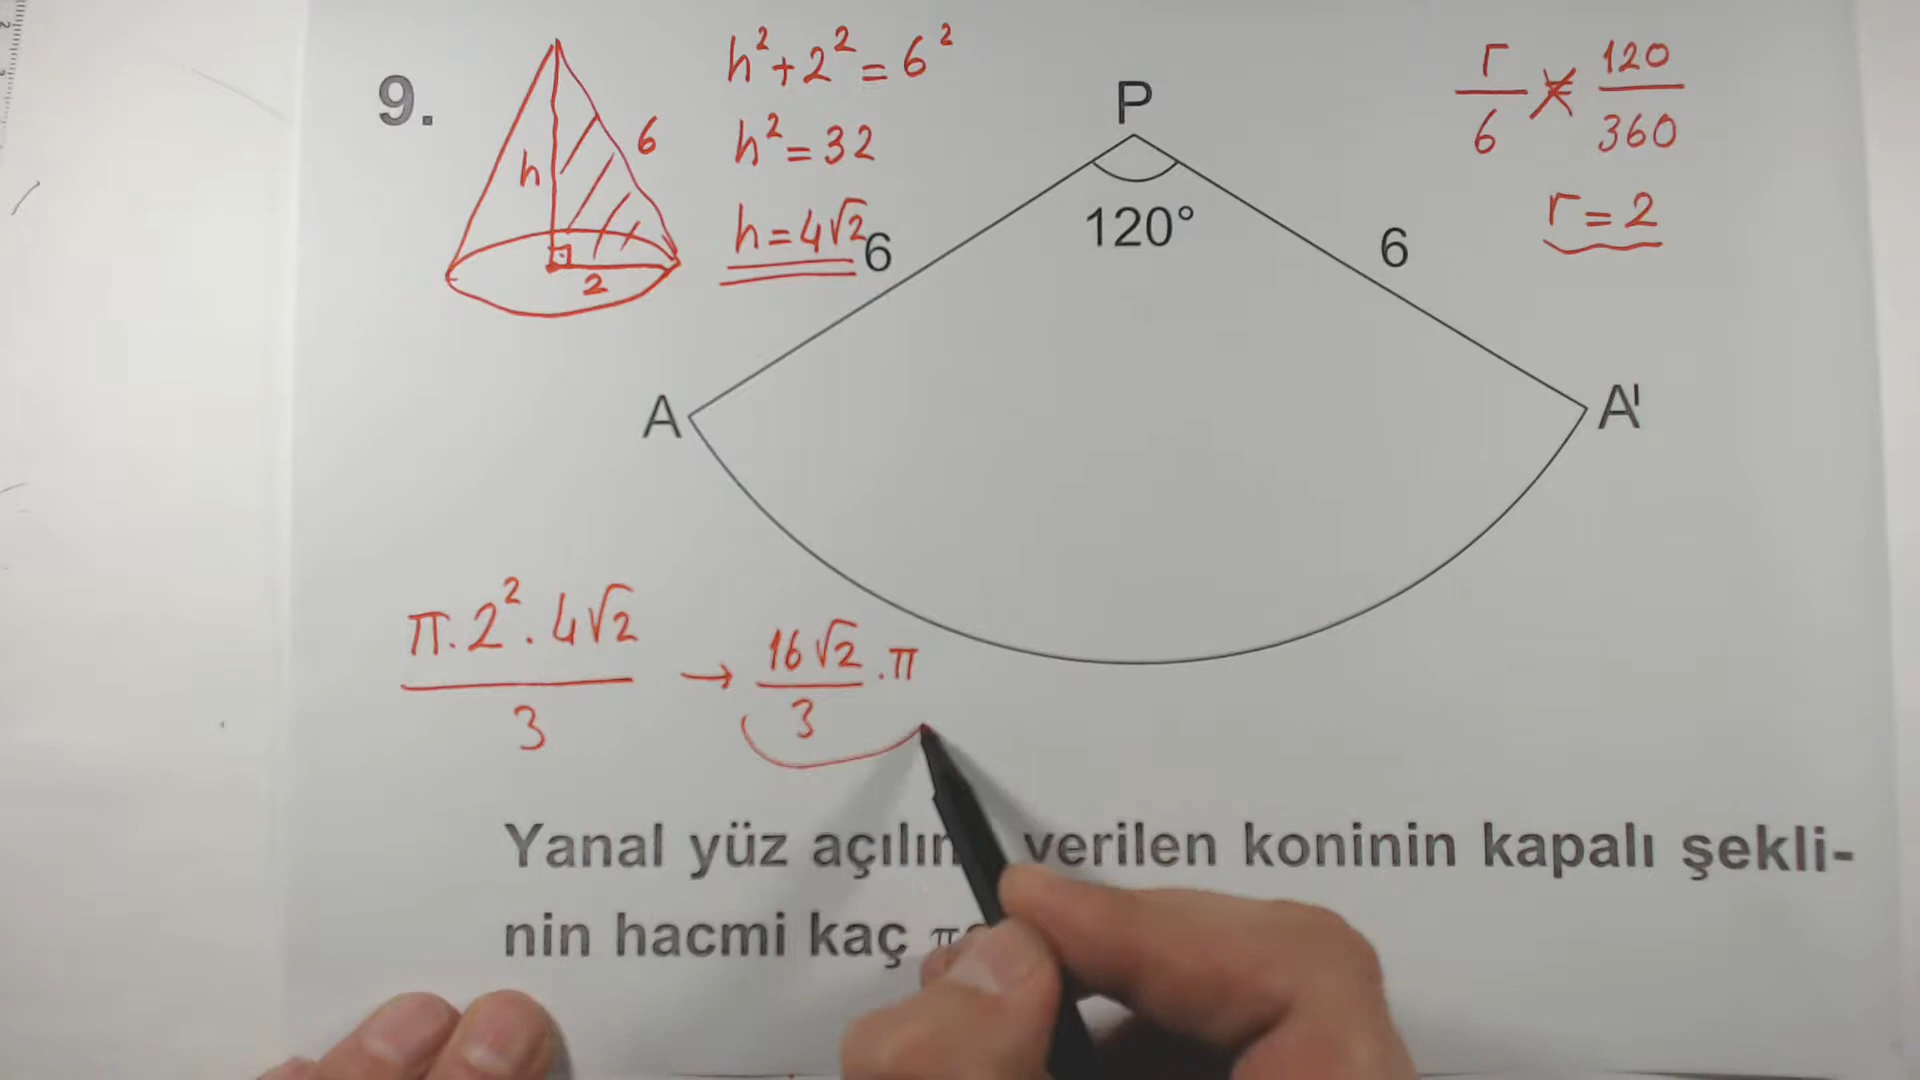 9.
h
6
2
h² + 2² = 6²
h² = 32
h = 4√2
P
120°
6
6
A
A'
r/6 = 120/360
r = 2
π.2².4√2 / 3 → 16√2/3 .π
Yanal yüz verilen koninin kapalı şekli-
nin hacmi kaç